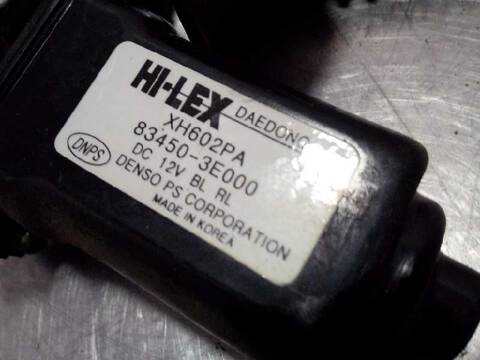 HI-LEX DAEDONG
XH602PA
83450-3E000
DC 12V BL RL
DNPS DENSO PS CORPORATION
MADE IN KOREA